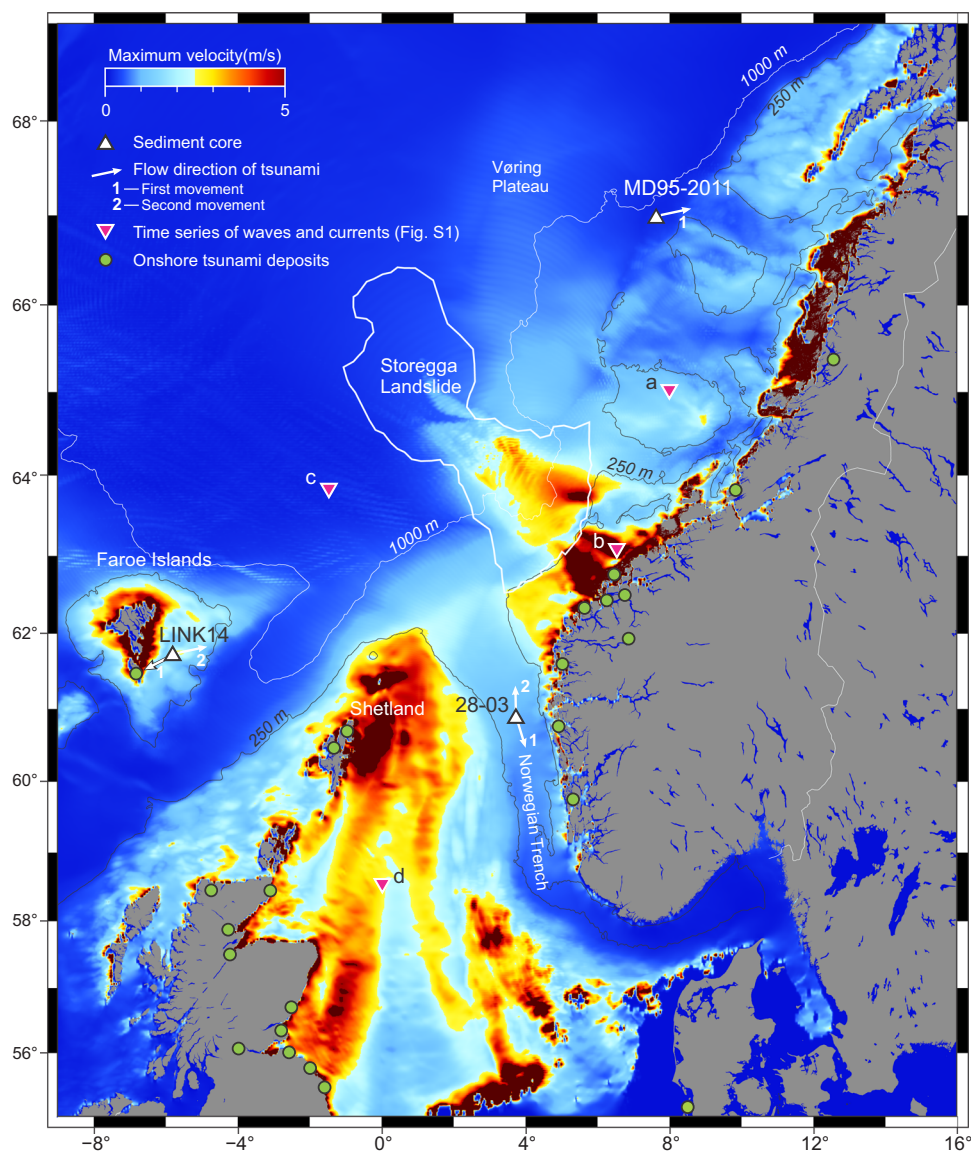 Maximum velocity(m/s)
0 5
Sediment core
Flow direction of tsunami
1 — First movement
2 — Second movement
Time series of waves and currents (Fig. S1)
Onshore tsunami deposits
1000 m
250 m
Vøring
Plateau
MD95-2011
1
Storegga
Landslide
a
250 m
c
1000 m
b
Faroe Islands
LINK14
1
2
250 m
Shetland
28-03
2
1
Norwegian Trench
d
68°
66°
64°
62°
60°
58°
56°
−8° −4° 0° 4° 8° 12° 16°